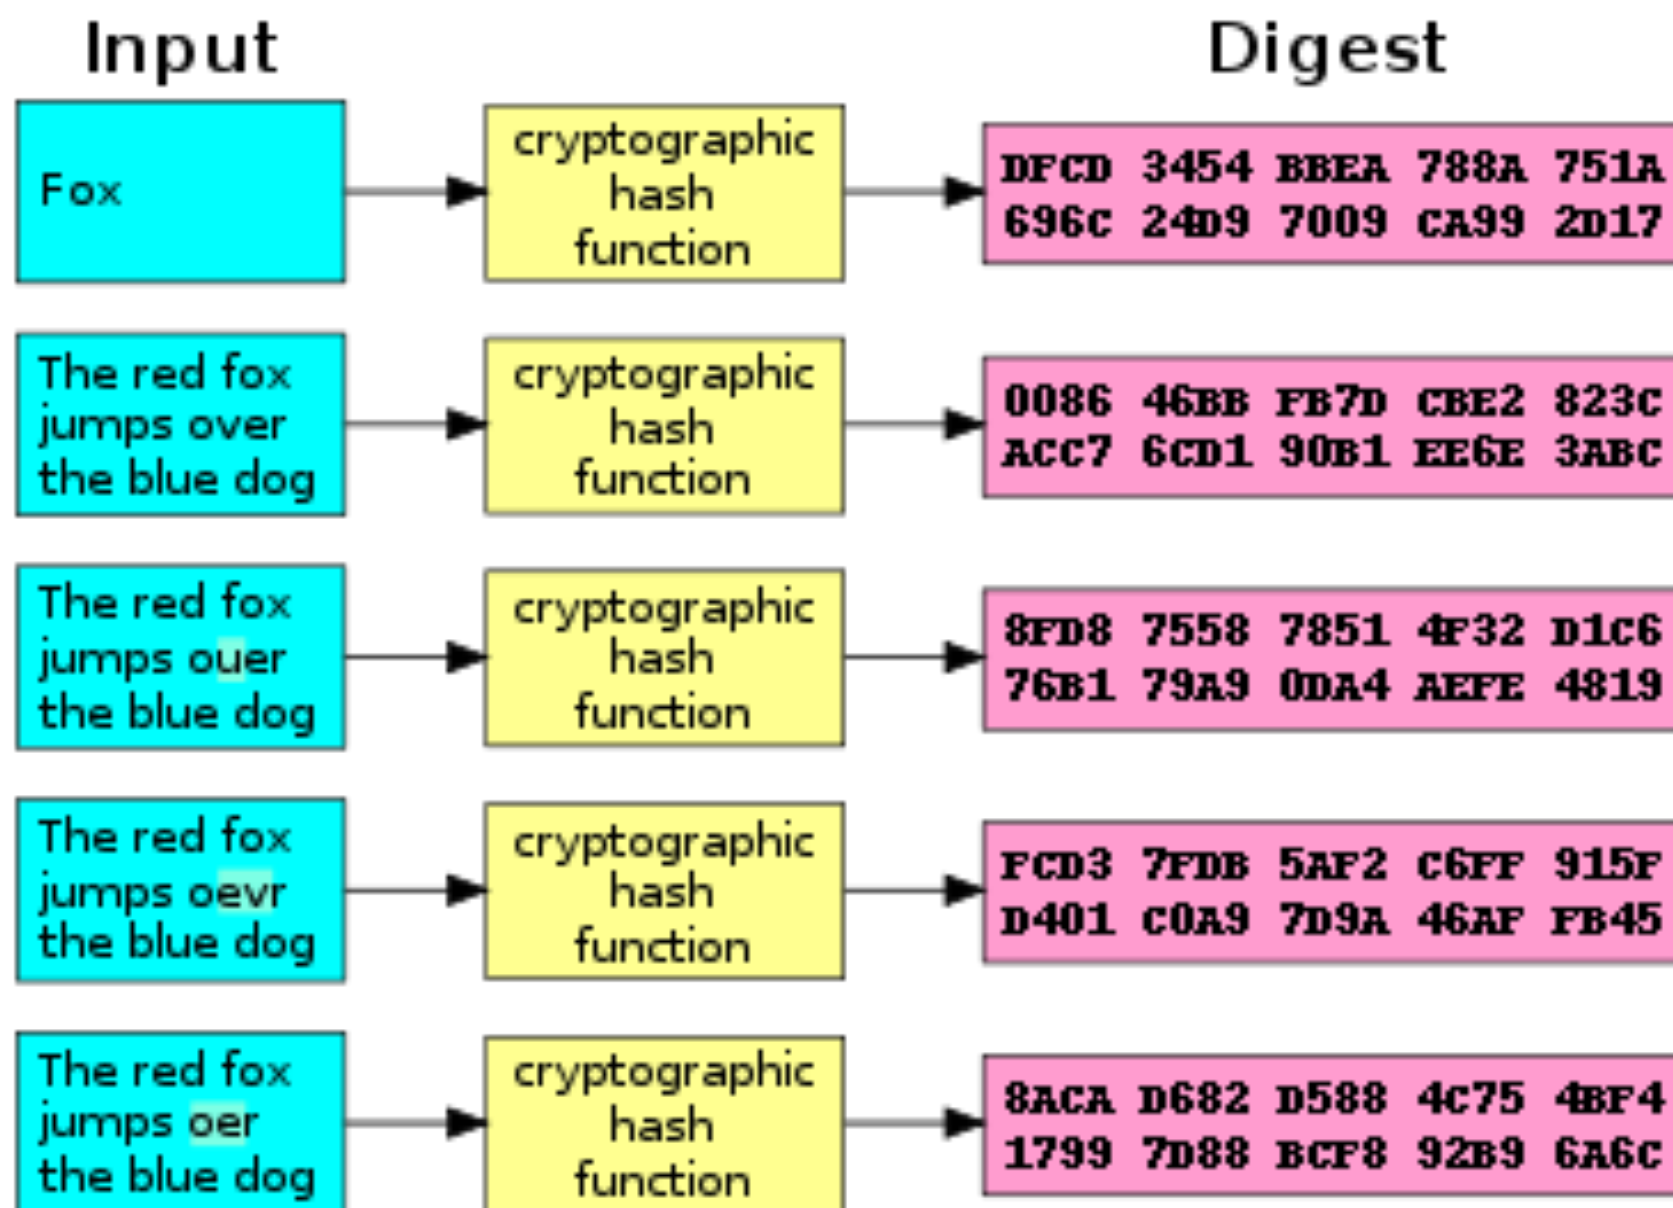 Input
Digest
Fox
cryptographic
hash
function
DFCD 3454 BBEA 788A 751A
696C 24D9 7009 CA99 2D17
The red fox
jumps over
the blue dog
cryptographic
hash
function
0086 46BB FB7D CBE2 823C
ACC7 6CD1 90B1 EE6E 3ABC
The red fox
jumps ouer
the blue dog
cryptographic
hash
function
8FD8 7558 7851 4F32 D1C6
76B1 79A9 0DA4 AEFE 4819
The red fox
jumps oevr
the blue dog
cryptographic
hash
function
FCD3 7FDB 5AF2 C6FF 915F
D401 C0A9 7D9A 46AF FB45
The red fox
jumps oer
the blue dog
cryptographic
hash
function
8ACA D682 D588 4C75 4BF4
1799 7D88 BCF8 92B9 6A6C